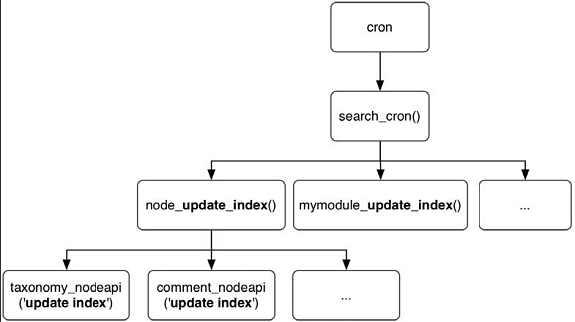 cron
search_cron()
node_update_index()
mymodule_update_index()
...
taxonomy_nodeapi
('update index')
comment_nodeapi
('update index')
...